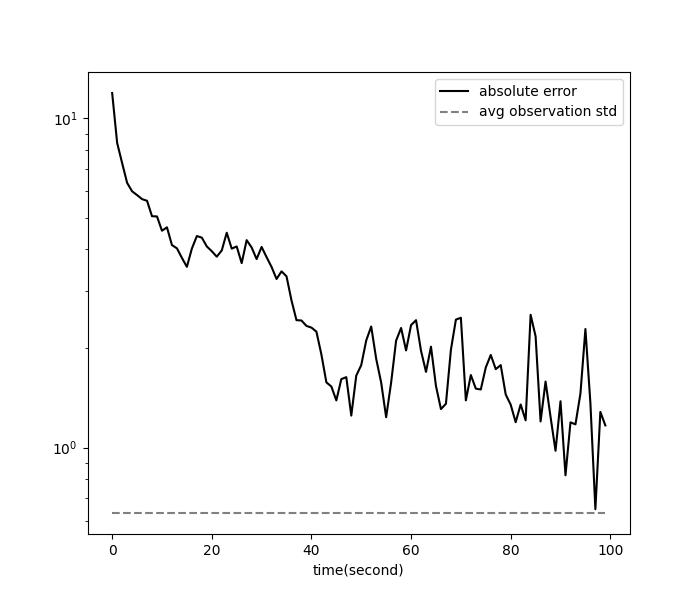 absolute error
avg observation std
10¹
10⁰
0 20 40 60 80 100
time(second)